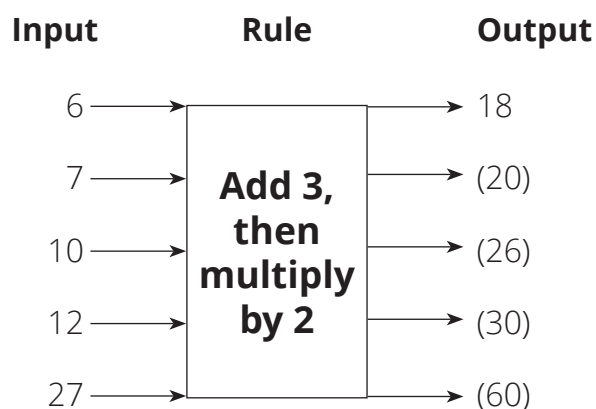 Input Rule Output
6 18
7 Add 3, (20)
then
10 multiply (26)
by 2
12 (30)
27 (60)